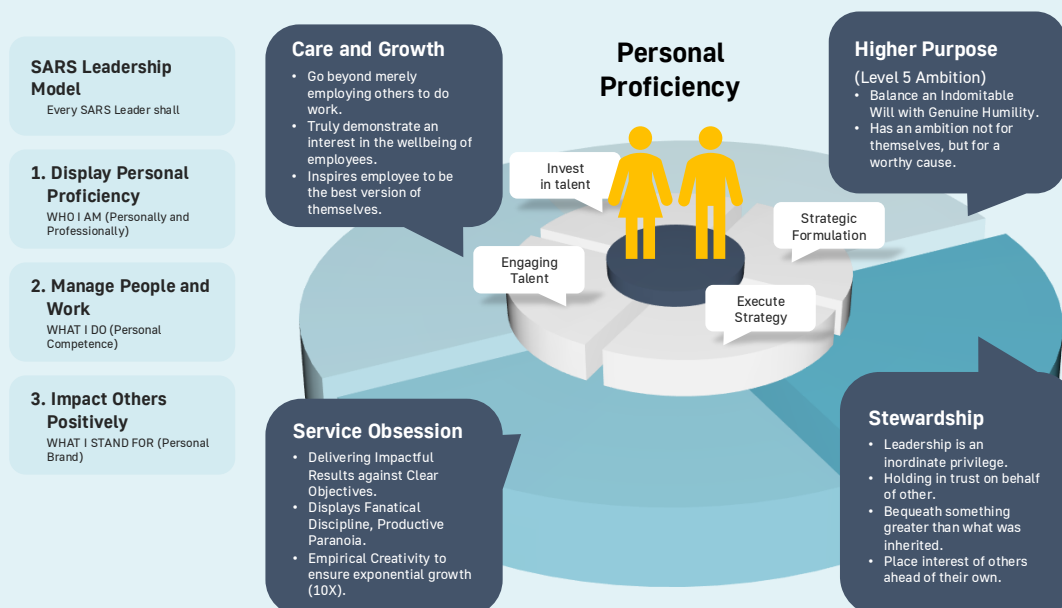 SARS Leadership
Model
Every SARS Leader shall
1. Display Personal
Proficiency
WHO I AM (Personally and
Professionally)
2. Manage People and
Work
WHAT I DO (Personal
Competence)
3. Impact Others
Positively
WHAT I STAND FOR (Personal
Brand)
Care and Growth
• Go beyond merely
employing others to do
work.
• Truly demonstrate an
interest in the wellbeing of
employees.
• Inspires employee to be
the best version of
themselves.
Personal
Proficiency
Higher Purpose
(Level 5 Ambition)
• Balance an Indomitable
Will with Genuine Humility.
• Has an ambition not for
themselves, but for a
worthy cause.
Invest
in talent
Strategic
Formulation
Engaging
Talent
Execute
Strategy
Service Obsession
• Delivering Impactful
Results against Clear
Objectives.
• Displays Fanatical
Discipline, Productive
Paranoia.
• Empirical Creativity to
ensure exponential growth
(10X).
Stewardship
• Leadership is an
inordinate privilege.
• Holding in trust on behalf
of other.
• Bequeath something
greater than what was
inherited.
• Place interest of others
ahead of their own.